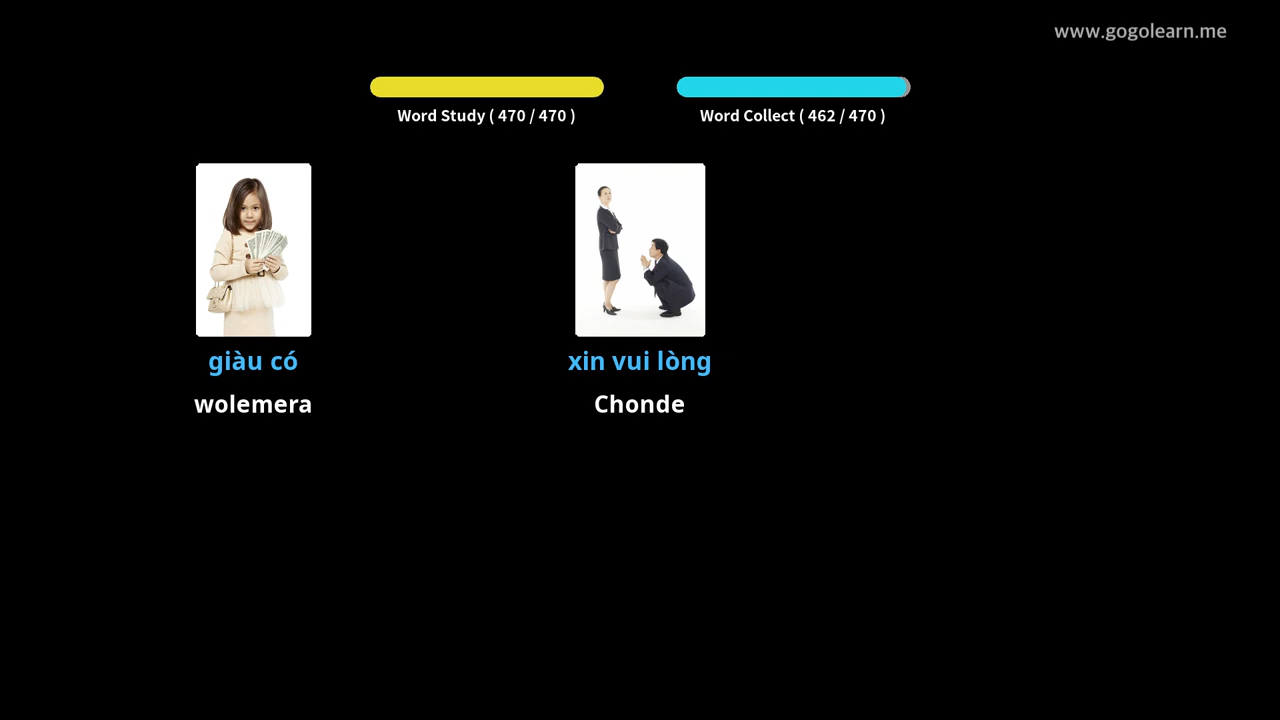 www.gogolearn.me
Word Study ( 470 / 470 )
Word Collect ( 462 / 470 )
giàu có
wolemera
xin vui lòng
Chonde